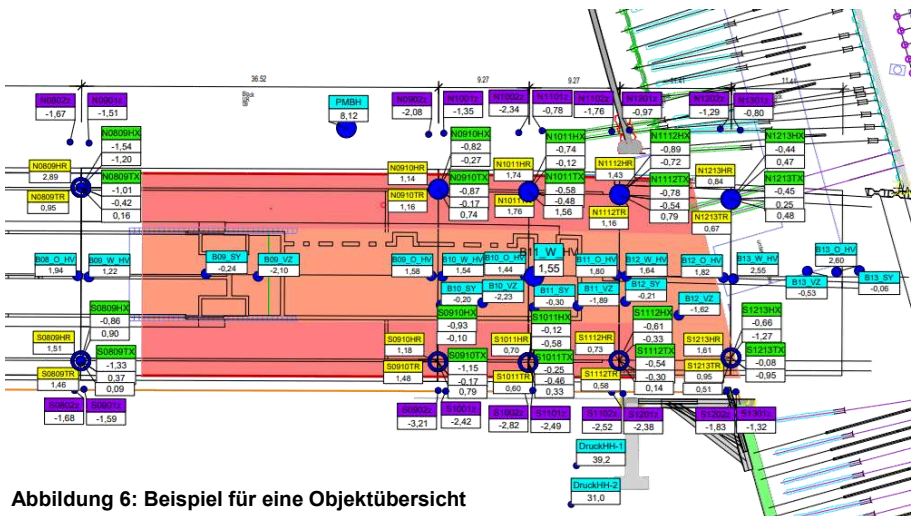 36.52
9.27
9.27
11.41
11.41
N0802z
N0901z
-1,67
-1,51
PMBH
8,12
N0902z
N1001z
-2,08
-1,35
N1002z
N1101z
-2,34
-0,78
N1102z
N1201z
-1,76
-0,97
N1202z
N1301z
-1,29
-0,80
N0809HX
-1,54
-1,20
N0809HR
2,89
N0809TX
-1,01
-0,42
0,16
N0809TR
0,95
N0910HX
-0,82
-0,27
N0910HR
1,14
N0910TX
-0,87
-0,17
0,74
N0910TR
1,16
N1011HX
-0,74
-0,12
N1011HR
1,74
N1011TX
-0,58
-0,48
1,56
1,76
N1112HX
-0,89
-0,72
N1112HR
1,43
N1112TX
-0,78
-0,54
0,79
N1112TR
1,16
N1213HX
-0,44
0,47
N1213HR
0,84
N1213TX
-0,45
0,25
0,48
N1213TR
0,67
B08_O_HV
1,94
B09_W_HV
1,22
B09_SY
-0,24
B09_VZ
-2,10
B09_O_HV
1,58
B10_W_HV
1,54
B10_O_HV
1,44
B11_W_HV
1,55
B11_O_HV
1,80
B12_W_HV
1,64
B12_O_HV
1,82
B13_W_HV
2,55
B13_O_HV
2,60
B10_SY
-0,20
B10_VZ
-2,23
B11_SY
-0,30
B11_VZ
-1,89
B12_SY
-0,21
B12_VZ
-1,62
B13_VZ
-0,53
B13_SY
-0,06
S0809HX
-0,86
0,90
S0809HR
1,51
S0809TX
-1,33
0,37
0,09
S0809TR
1,46
S0910HX
-0,93
-0,10
1,18
S0910TX
-1,15
-0,17
0,79
S0910TR
1,48
S1011HX
-0,12
-0,58
S1011HR
0,70
S1011TX
-0,25
-0,46
0,33
S1011TR
0,60
S1112HX
-0,61
-0,33
S1112HR
0,73
S1112TX
-0,54
-0,30
0,14
S1112TR
0,58
S1213HX
-0,66
-1,27
S1213HR
1,61
S1213TX
-0,08
-0,95
S1213TR
0,95
0,51
S0802z
S0901z
-1,68
-1,59
S0902z
S1001z
-3,21
-2,42
S1002z
S1101z
-2,82
-2,49
S1102z
S1201z
-2,52
-2,38
S1202z
S1301z
-1,83
-1,32
DruckHH-1
39,2
DruckHH-2
31,0
Abbildung 6: Beispiel für eine Objektübersicht